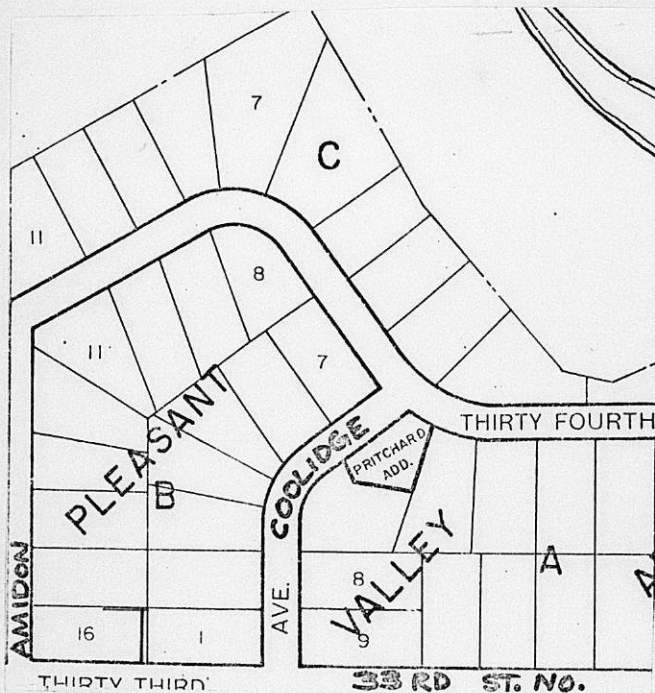 7
C
11
8
11
7
PLEASANT
THIRTY FOURTH
COOLIDGE
PRITCHARD
ADD.
B
VALLEY
A
8
AMIDON
AVE.
16
1
9
THIRTY THIRD
33RD ST. NO.